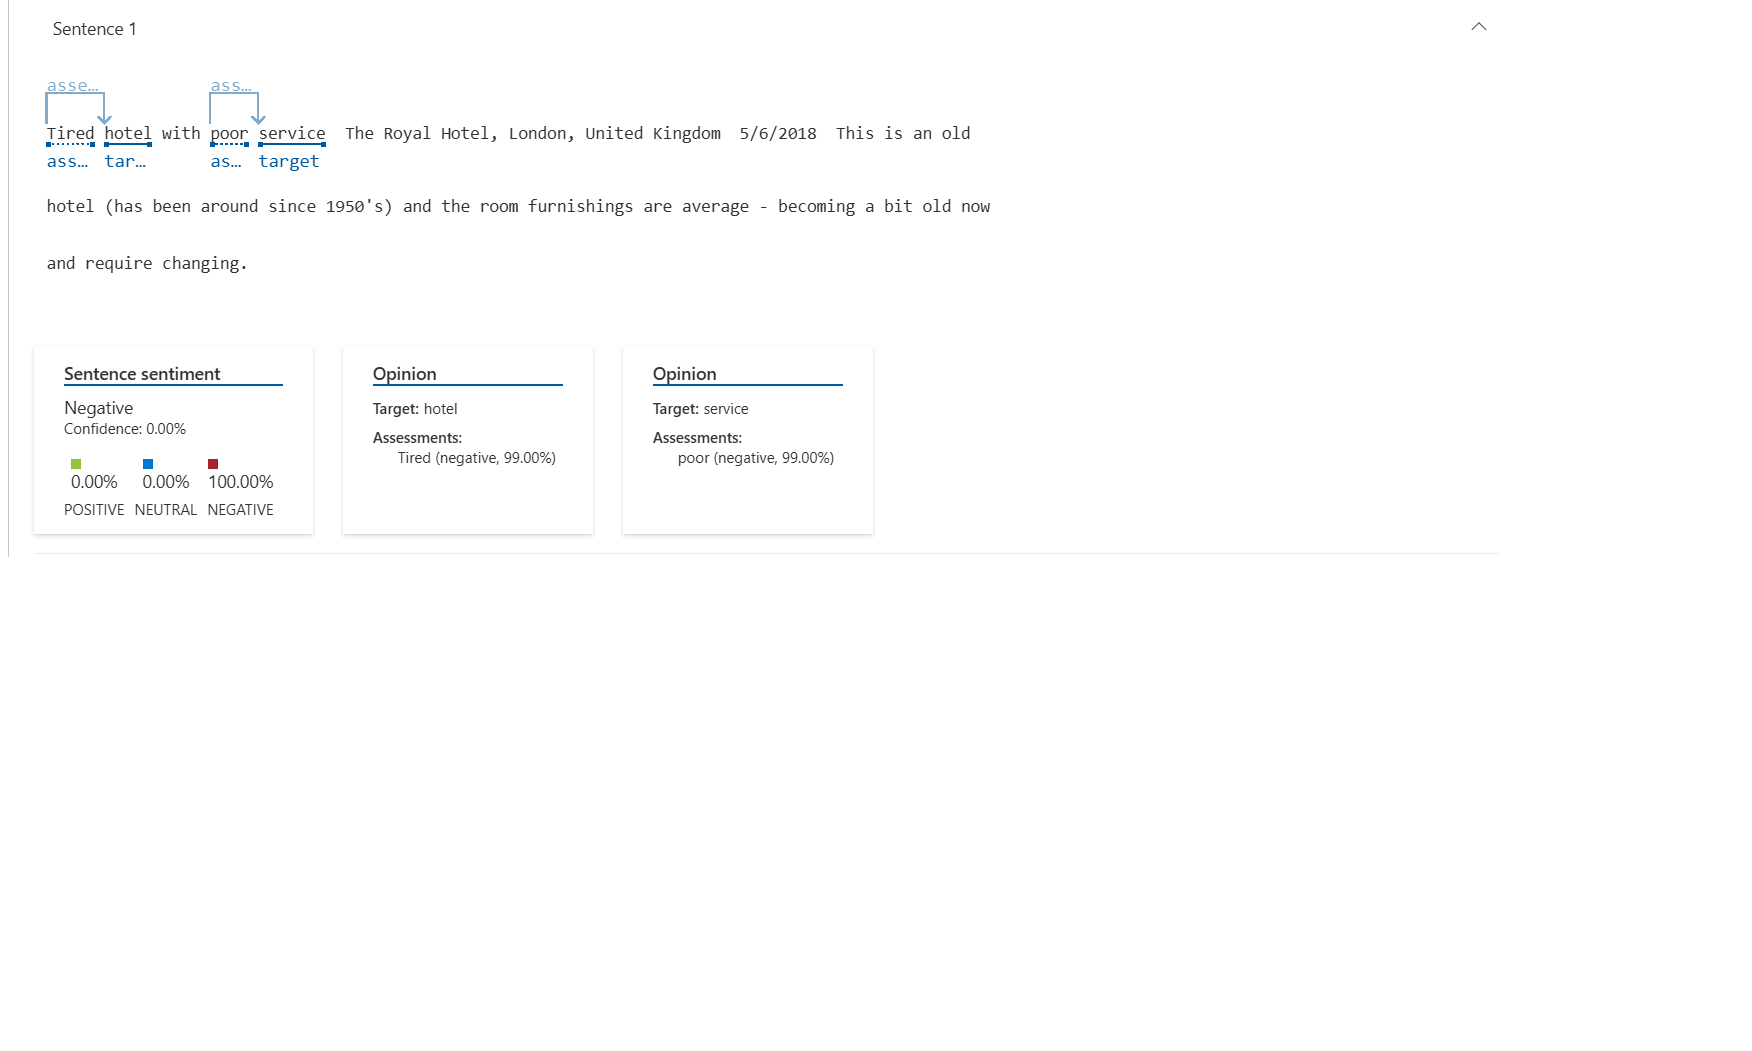 Sentence 1
asse… ass…
Tired hotel with poor service  The Royal Hotel, London, United Kingdom  5/6/2018  This is an old
ass… tar… as… target
hotel (has been around since 1950's) and the room furnishings are average - becoming a bit old now
and require changing.
Sentence sentiment
Negative
Confidence: 0.00%
0.00% 0.00% 100.00%
POSITIVE NEUTRAL NEGATIVE
Opinion
Target: hotel
Assessments:
Tired (negative, 99.00%)
Opinion
Target: service
Assessments:
poor (negative, 99.00%)